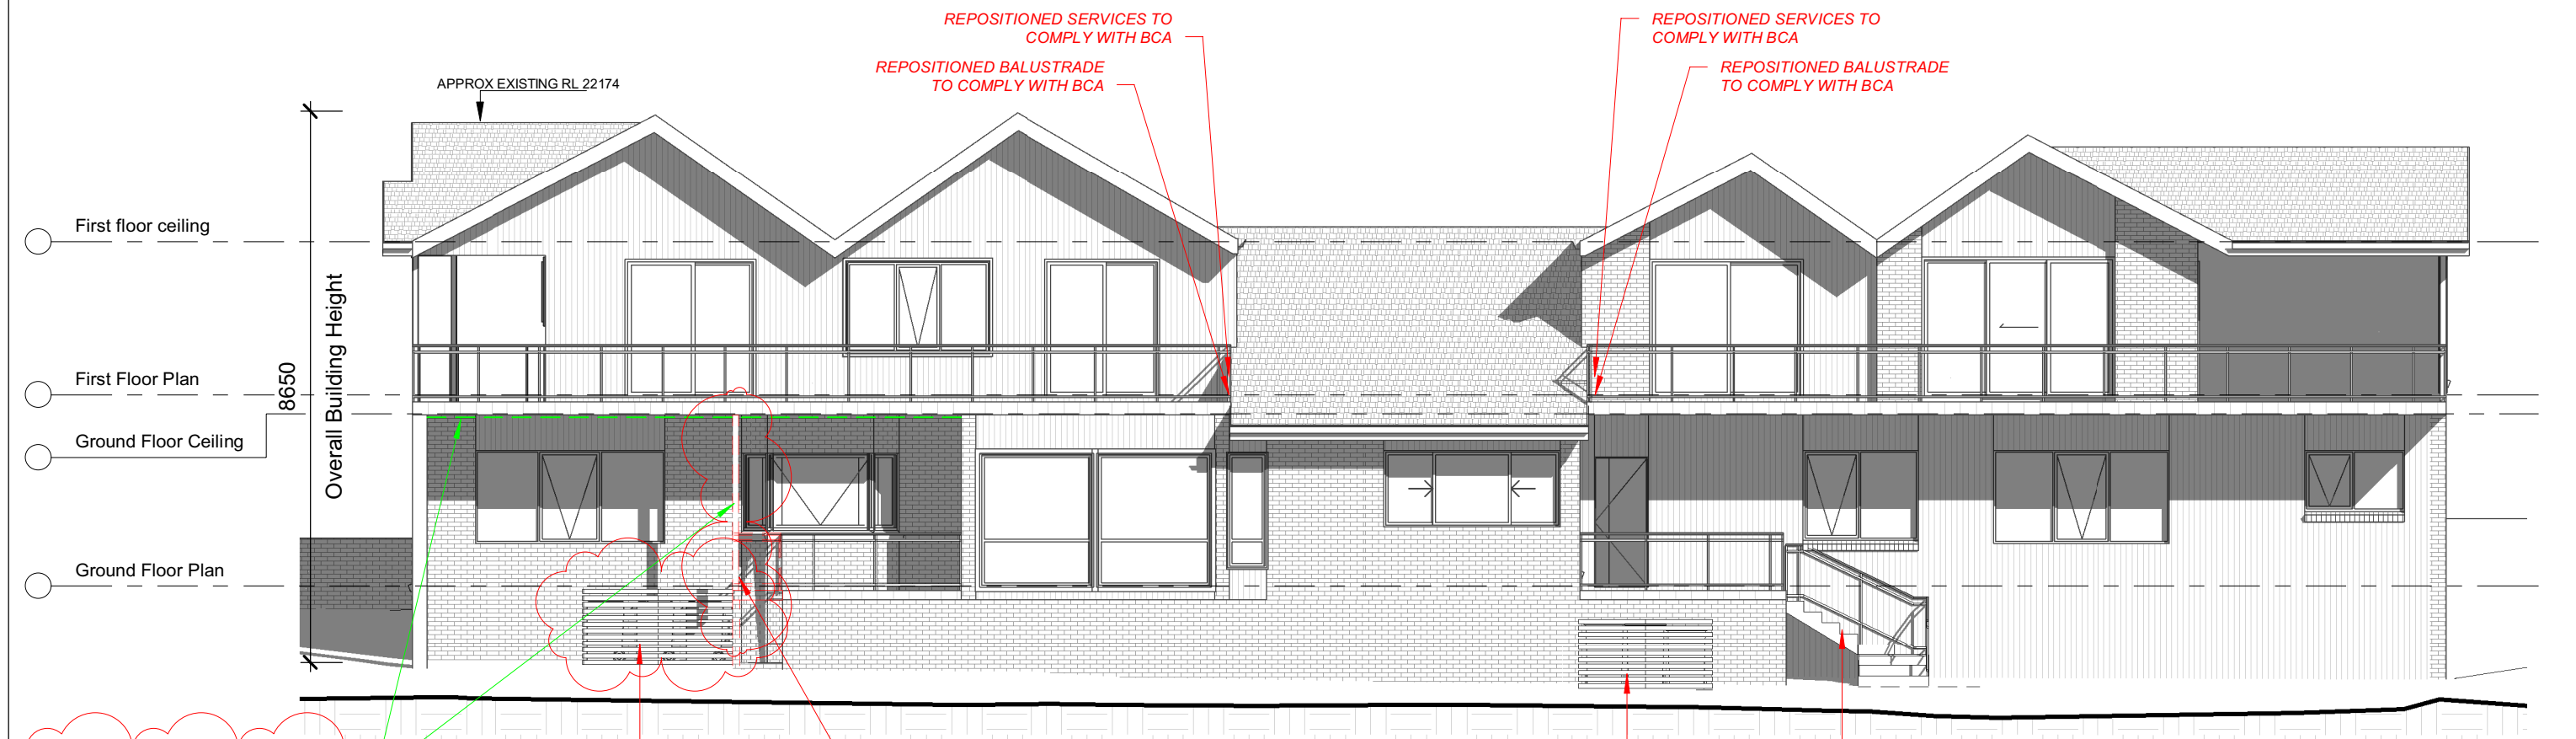 REPOSITIONED SERVICES TO
COMPLY WITH BCA
REPOSITIONED BALUSTRADE
TO COMPLY WITH BCA
REPOSITIONED SERVICES TO
COMPLY WITH BCA
REPOSITIONED BALUSTRADE
TO COMPLY WITH BCA
APPROX EXISTING RL 22174
First floor ceiling
First Floor Plan
Ground Floor Ceiling
Ground Floor Plan
8650
Overall Building Height